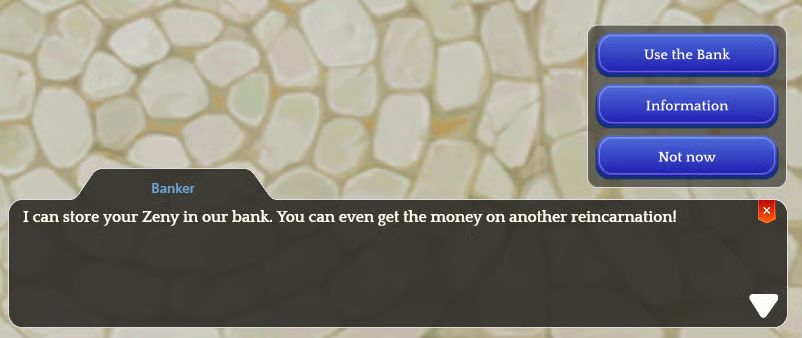 Use the Bank
Information
Not now
Banker
I can store your Zeny in our bank. You can even get the money on another reincarnation!